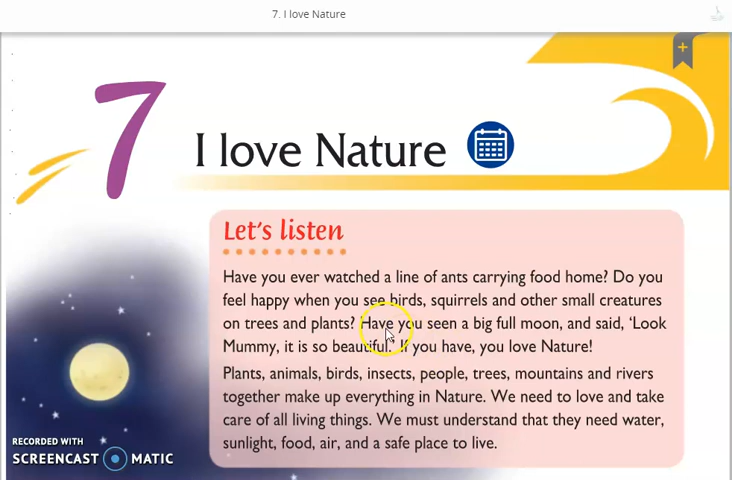 7. I love Nature
7
I love Nature
Let's listen
Have you ever watched a line of ants carrying food home? Do you
feel happy when you see birds, squirrels and other small creatures
on trees and plants? Have you seen a big full moon, and said, ‘Look
Mummy, it is so beautiful.’ If you have, you love Nature!
Plants, animals, birds, insects, people, trees, mountains and rivers
together make up everything in Nature. We need to love and take
care of all living things. We must understand that they need water,
sunlight, food, air, and a safe place to live.
RECORDED WITH
SCREENCAST MATIC